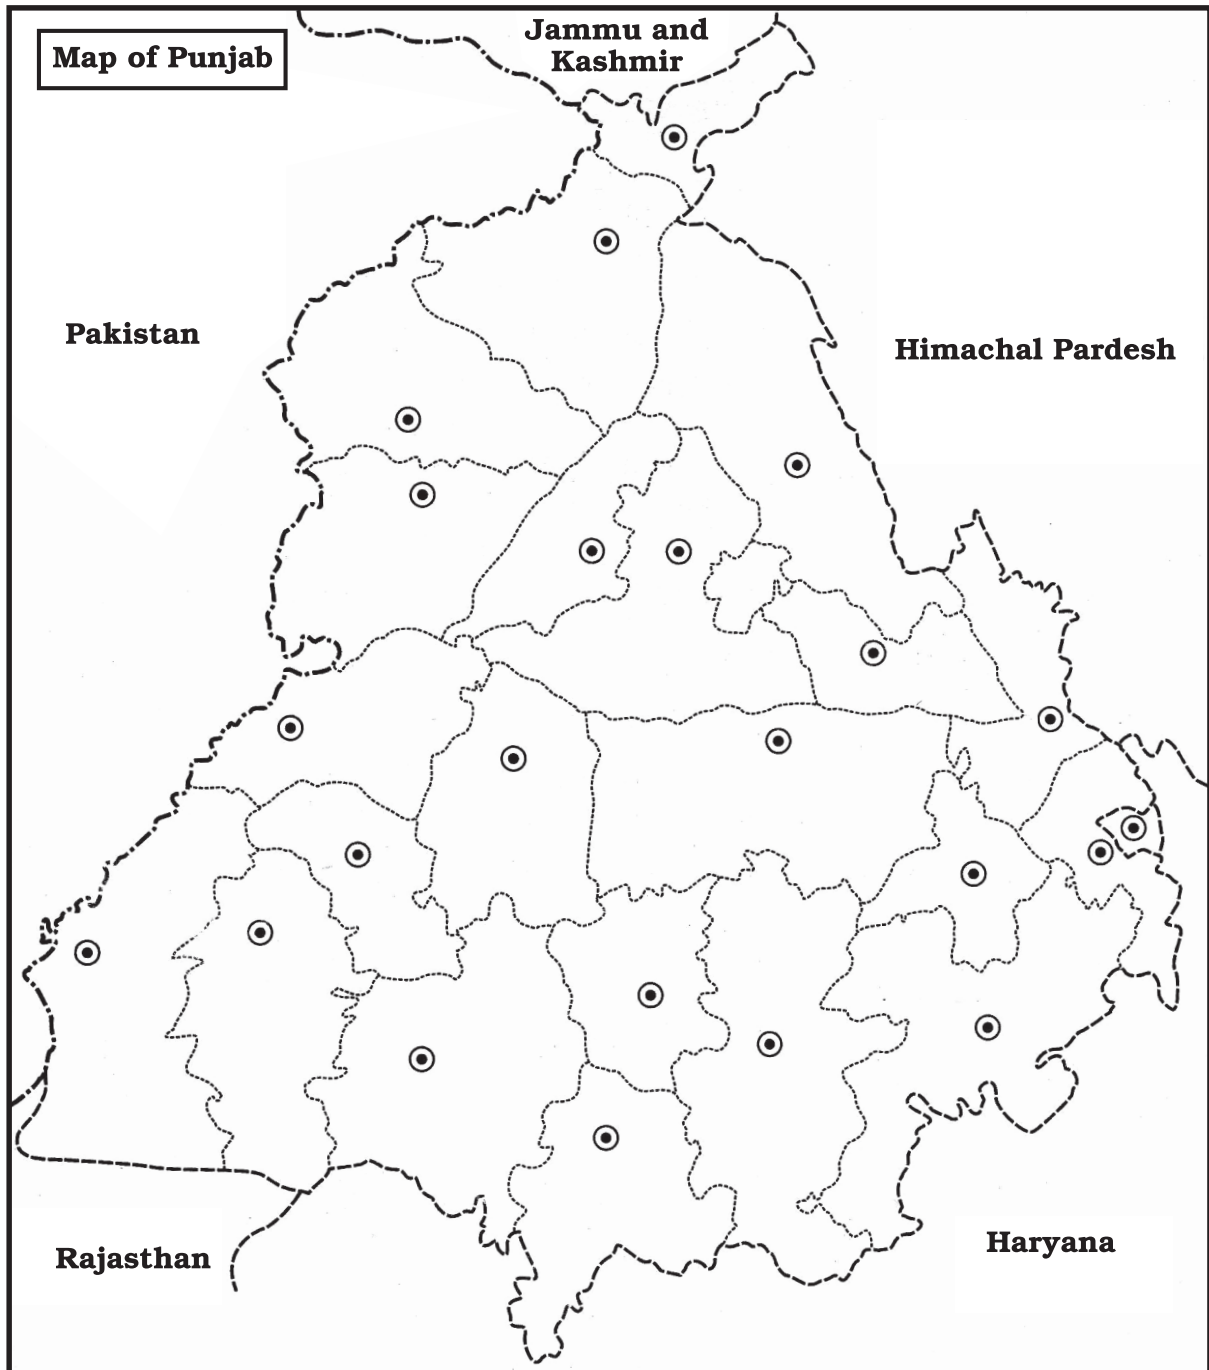 Map of Punjab
Jammu and
Kashmir
Pakistan
Himachal Pardesh
Rajasthan
Haryana